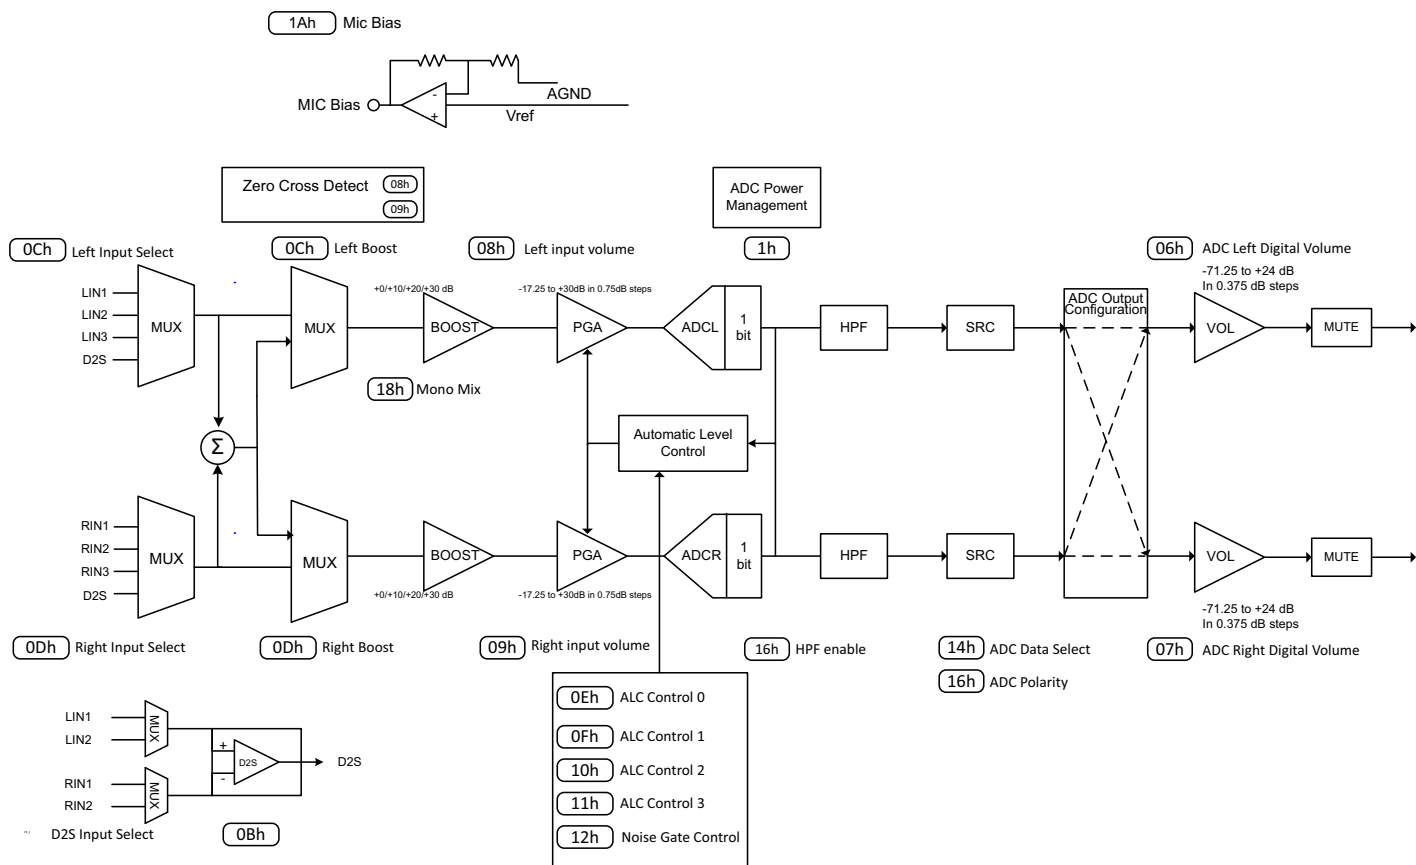 1Ah Mic Bias
MIC Bias
-
+
AGND
Vref
Zero Cross Detect 08h
09h
ADC Power
Management
0Ch Left Input Select
0Ch Left Boost
08h Left input volume
1h
06h ADC Left Digital Volume
LIN1
LIN2
LIN3
D2S
MUX
MUX
+0/+10/+20/+30 dB
BOOST
-17.25 to +30dB in 0.75dB steps
PGA
ADCL
1
bit
HPF
SRC
ADC Output
Configuration
-71.25 to +24 dB
In 0.375 dB steps
VOL
MUTE
18h Mono Mix
Σ
Automatic Level
Control
RIN1
RIN2
RIN3
D2S
MUX
MUX
BOOST
+0/+10/+20/+30 dB
PGA
-17.25 to +30dB in 0.75dB steps
ADCR
1
bit
HPF
SRC
VOL
MUTE
-71.25 to +24 dB
In 0.375 dB steps
0Dh Right Input Select
0Dh Right Boost
09h Right input volume
16h HPF enable
14h ADC Data Select
16h ADC Polarity
07h ADC Right Digital Volume
0Eh ALC Control 0
0Fh ALC Control 1
10h ALC Control 2
11h ALC Control 3
12h Noise Gate Control
LIN1
LIN2
MUX
RIN1
RIN2
MUX
+
D2S
-
D2S
D2S Input Select
0Bh